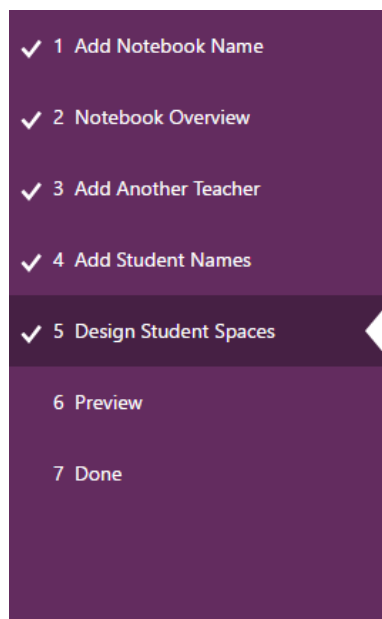 1 Add Notebook Name
2 Notebook Overview
3 Add Another Teacher
4 Add Student Names
5 Design Student Spaces
6 Preview
7 Done